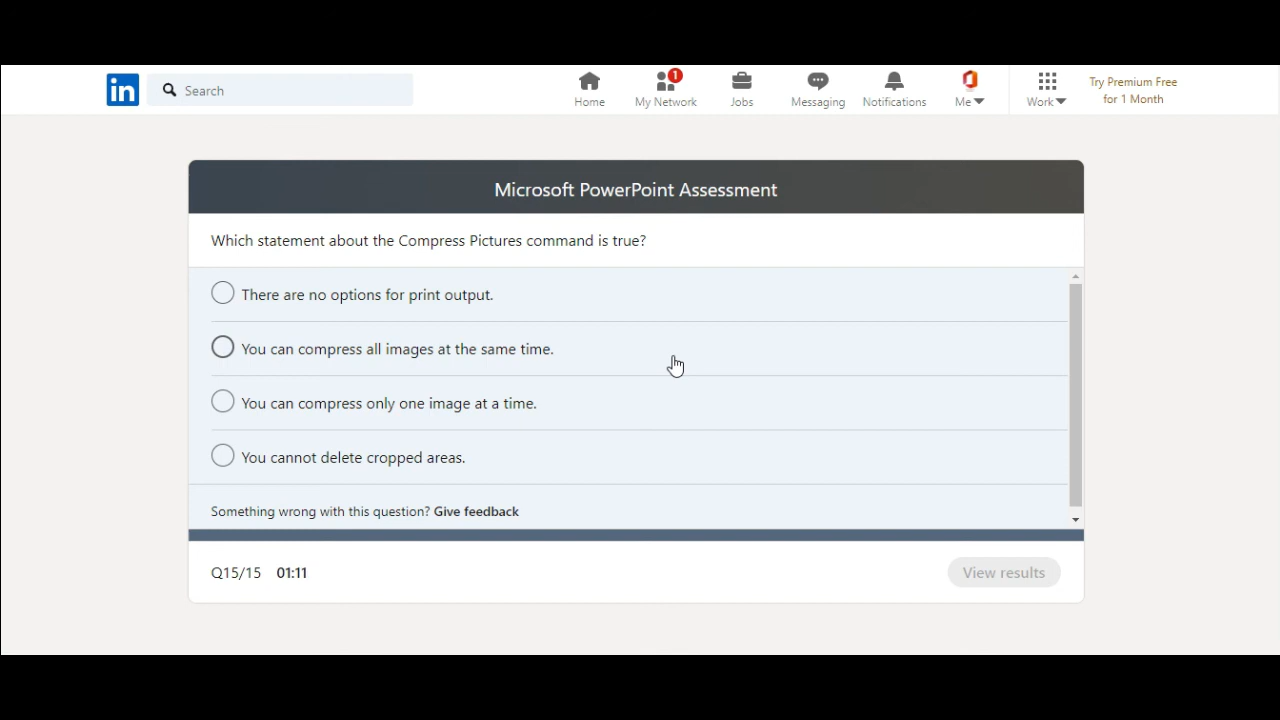 in
Search
Home
My Network
1
Jobs
Messaging
Notifications
Me
Work
Try Premium Free
for 1 Month
Microsoft PowerPoint Assessment
Which statement about the Compress Pictures command is true?
There are no options for print output.
You can compress all images at the same time.
You can compress only one image at a time.
You cannot delete cropped areas.
Something wrong with this question? Give feedback
Q15/15 01:11
View results